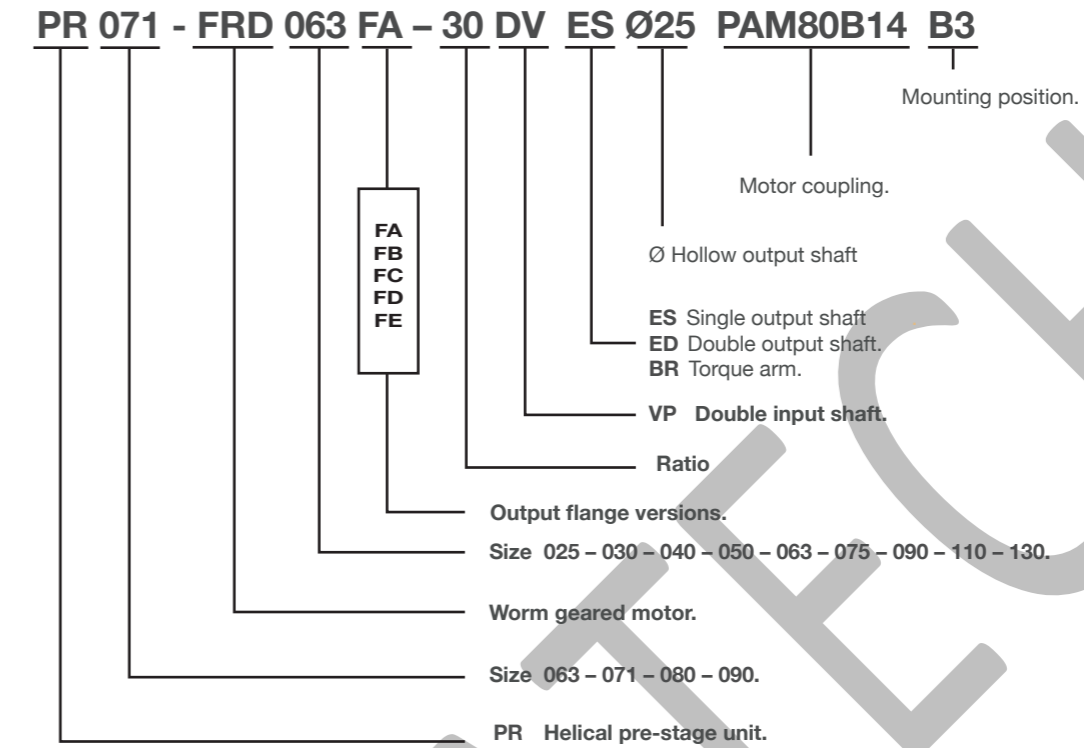 PR 071 - FRD 063 FA – 30 DV ES Ø25 PAM80B14 B3
Mounting position.
Motor coupling.
Ø Hollow output shaft
FA
FB
FC
FD
FE
ES Single output shaft
ED Double output shaft.
BR Torque arm.
VP Double input shaft.
Ratio
Output flange versions.
Size 025 – 030 – 040 – 050 – 063 – 075 – 090 – 110 – 130.
Worm geared motor.
Size 063 – 071 – 080 – 090.
PR Helical pre-stage unit.